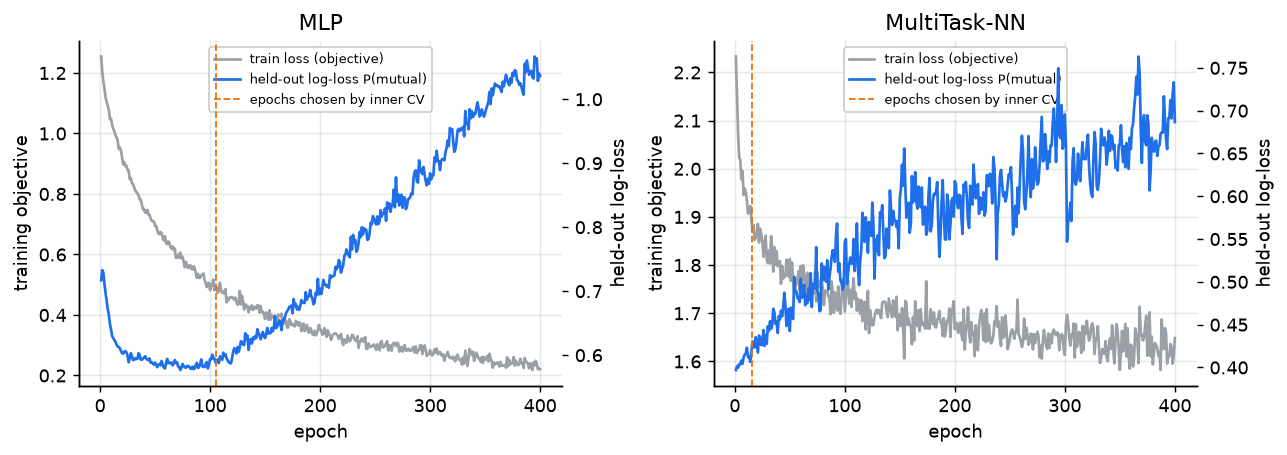 MLP
train loss (objective)
held-out log-loss P(mutual)
epochs chosen by inner CV
training objective
1.2
1.0
0.8
0.6
0.4
0.2
1.0
0.9
0.8
0.7
0.6
held-out log-loss
0 100 200 300 400
epoch
MultiTask-NN
train loss (objective)
held-out log-loss P(mutual)
epochs chosen by inner CV
training objective
2.2
2.1
2.0
1.9
1.8
1.7
1.6
0.75
0.70
0.65
0.60
0.55
0.50
0.45
0.40
held-out log-loss
0 100 200 300 400
epoch